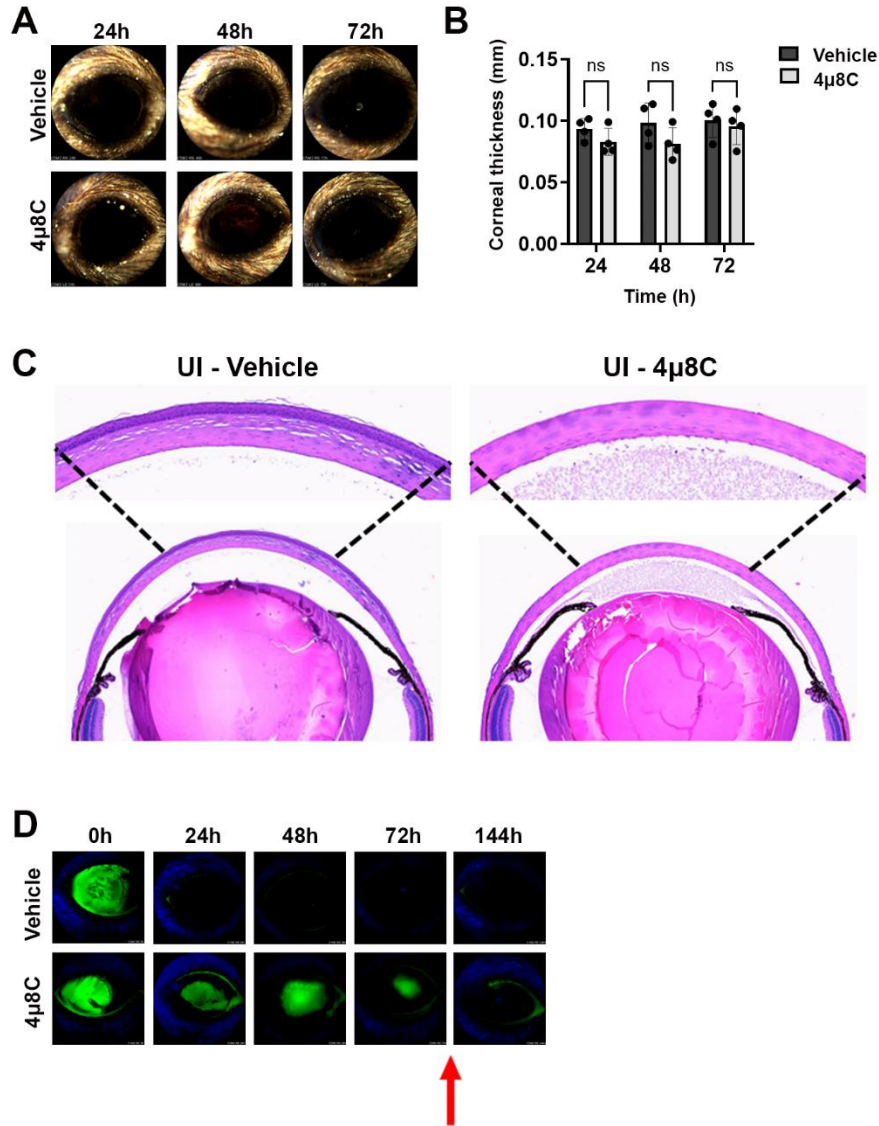 A
24h 48h 72h
Vehicle
4µ8C
B
Corneal thickness (mm)
0.15
0.10
0.05
0.00
ns ns ns
24 48 72
Time (h)
Vehicle
4µ8C
C
UI - Vehicle UI - 4µ8C
D
0h 24h 48h 72h 144h
Vehicle
4µ8C